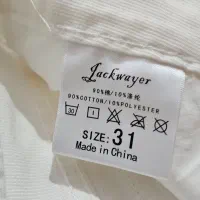 Jackwayer
90%棉/10%涤纶
90%COTTON/10%POLYESTER
30
SIZE: 31
Made in China